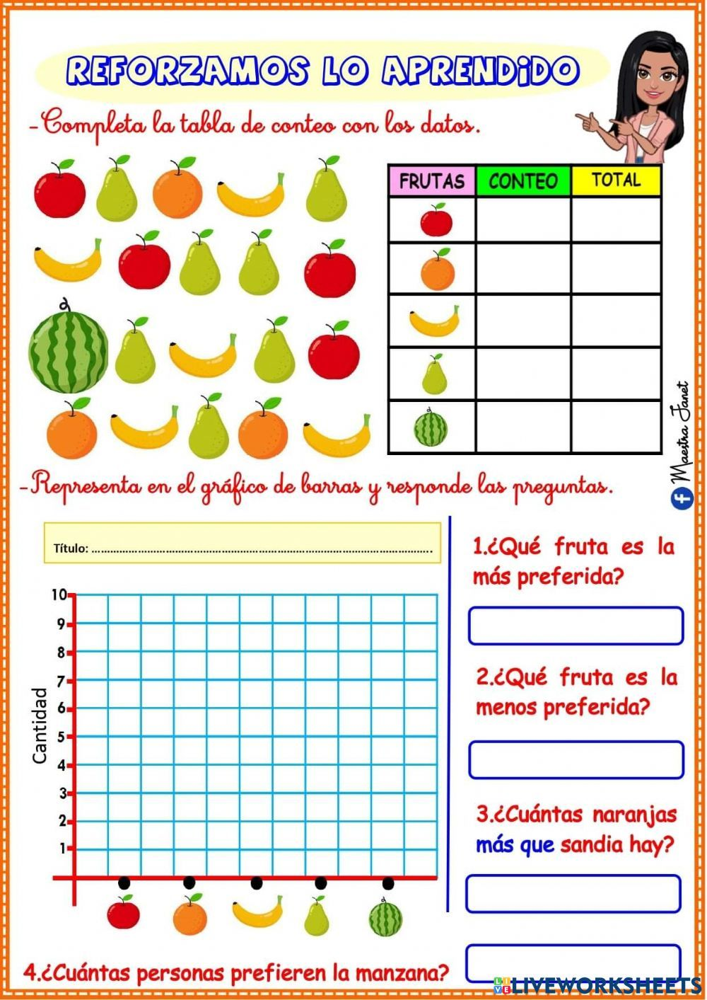 REFORZAMOS LO APRENDIDO
-Completa la tabla de conteo con los datos.
FRUTAS CONTEO TOTAL
Maestra Janet
-Representa en el gráfico de barras y responde las preguntas.
Título: ...............................................................................................................
Cantidad
10
9
8
7
6
5
4
3
2
1
1.¿Qué fruta es la
más preferida?
2.¿Qué fruta es la
menos preferida?
3.¿Cuántas naranjas
más que sandia hay?
4.¿Cuántas personas prefieren la manzana?
LIVE LIVEWORKSHEETS